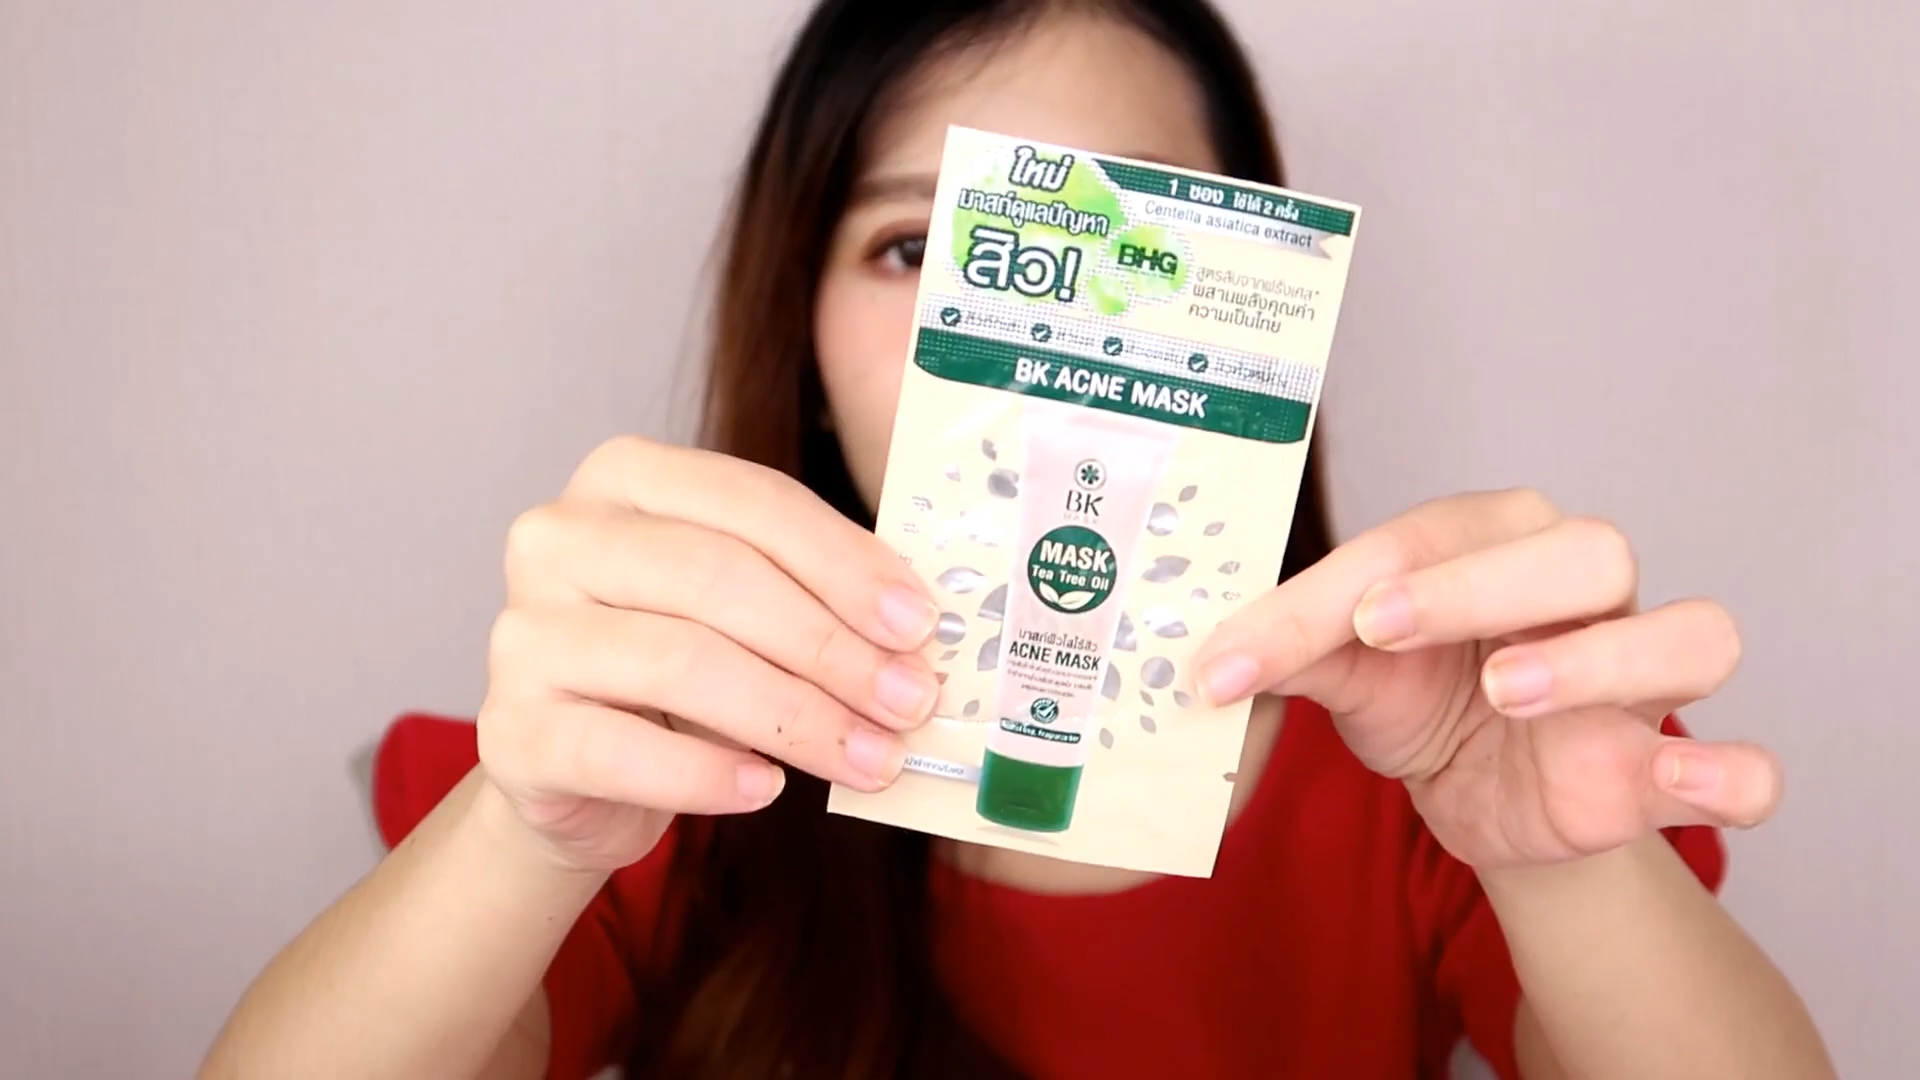 ใหม่
มาสก์ดูแลปัญหา
สิว!
1 ซอง ใช้ได้ 2 ครั้ง
Centella asiatica extract
BHG
สูตรลับจากฝรั่งเศส*
ผสานพลังคุณค่า
ความเป็นไทย
BK ACNE MASK
BK
MASK
MASK
Tea Tree Oil
มาสก์ผิวใสไร้สิว
ACNE MASK